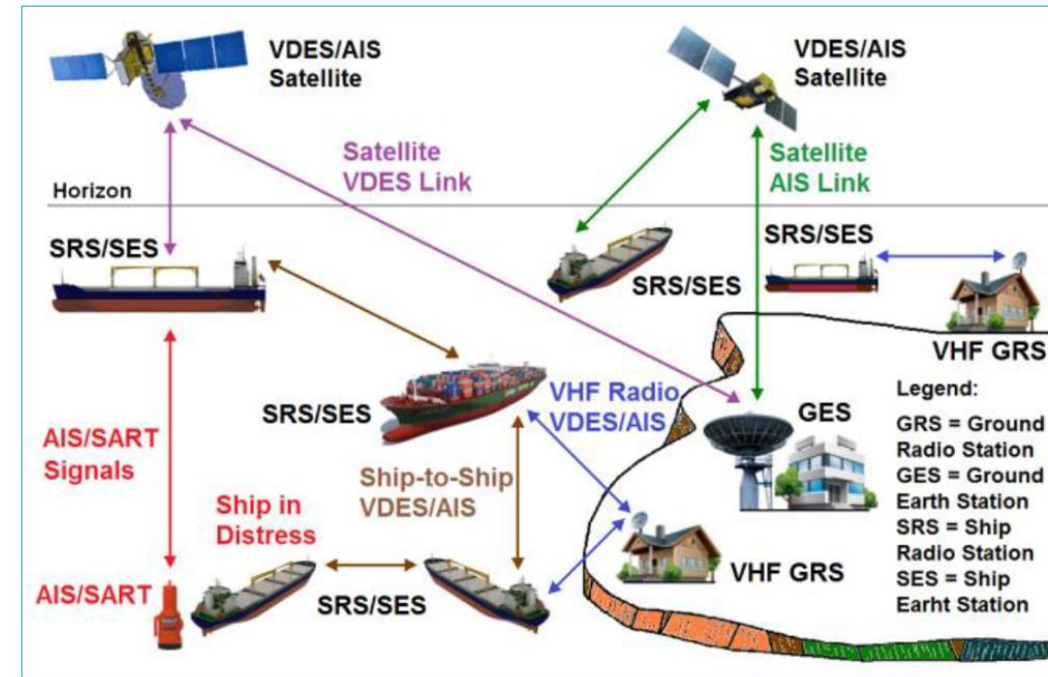 VDES/AIS
Satellite
VDES/AIS
Satellite
Satellite
VDES Link
Satellite
AIS Link
Horizon
SRS/SES
SRS/SES
SRS/SES
VHF GRS
SRS/SES
VHF Radio
VDES/AIS
GES
Legend:
GRS = Ground
Radio Station
GES = Ground
Earth Station
SRS = Ship
Radio Station
SES = Ship
Earht Station
AIS/SART
Signals
Ship-to-Ship
VDES/AIS
Ship in
Distress
VHF GRS
AIS/SART
SRS/SES